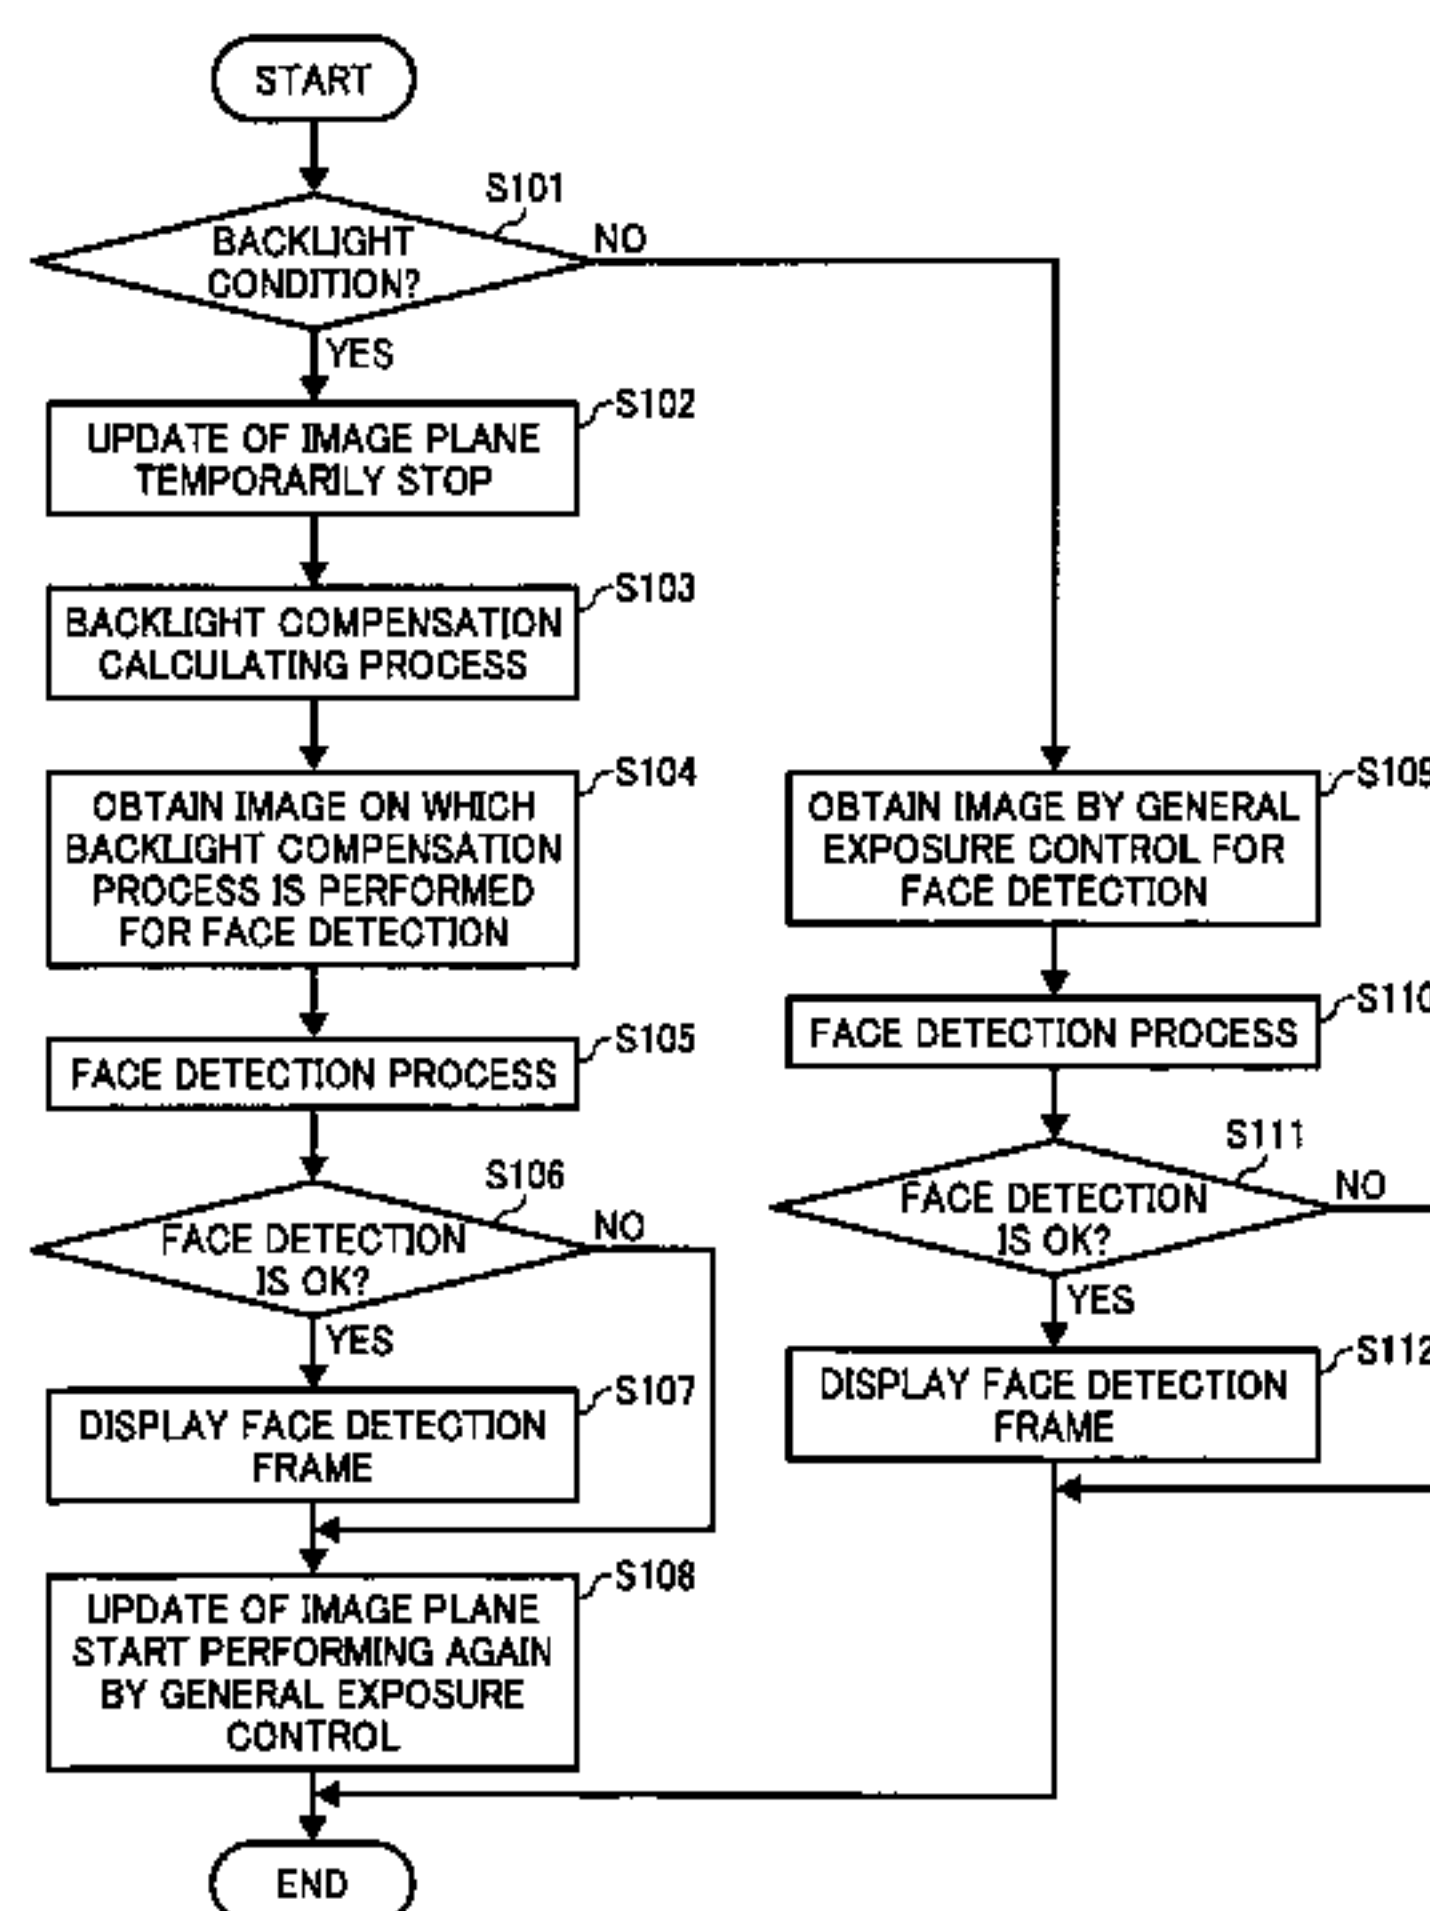 START
S101
BACKLIGHT
CONDITION?
NO
YES
S102
UPDATE OF IMAGE PLANE
TEMPORARILY STOP
S103
BACKLIGHT COMPENSATION
CALCULATING PROCESS
S104
OBTAIN IMAGE ON WHICH
BACKLIGHT COMPENSATION
PROCESS IS PERFORMED
FOR FACE DETECTION
S105
FACE DETECTION PROCESS
S106
FACE DETECTION
IS OK?
NO
YES
S107
DISPLAY FACE DETECTION
FRAME
S108
UPDATE OF IMAGE PLANE
START PERFORMING AGAIN
BY GENERAL EXPOSURE
CONTROL
S109
OBTAIN IMAGE BY GENERAL
EXPOSURE CONTROL FOR
FACE DETECTION
S110
FACE DETECTION PROCESS
S111
FACE DETECTION
IS OK?
NO
YES
S112
DISPLAY FACE DETECTION
FRAME
END